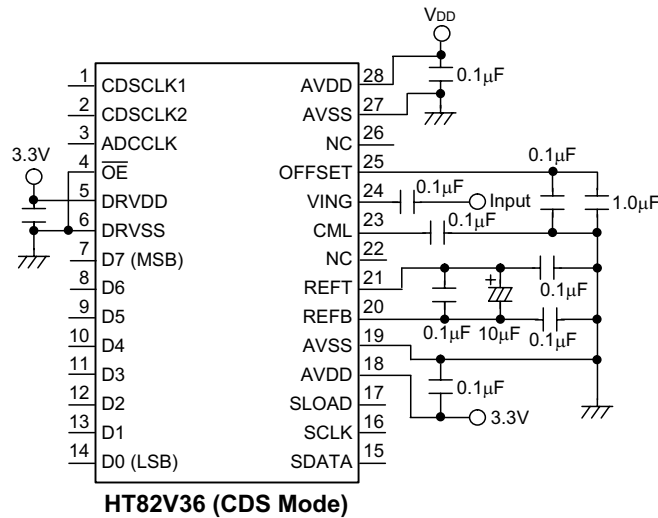 VDD
0.1µF
1 CDSCLK1 AVDD 28
2 CDSCLK2 AVSS 27
3 ADCCLK NC 26
3.3V
4 OE OFFSET 25
0.1µF
5 DRVDD VING 24
0.1µF
Input
1.0µF
6 DRVSS CML 23
0.1µF
7 D7 (MSB) NC 22
8 D6 REFT 21
+
0.1µF
9 D5 REFB 20
0.1µF
10µF
0.1µF
10 D4 AVSS 19
11 D3 AVDD 18
0.1µF
12 D2 SLOAD 17
3.3V
13 D1 SCLK 16
14 D0 (LSB) SDATA 15
HT82V36 (CDS Mode)